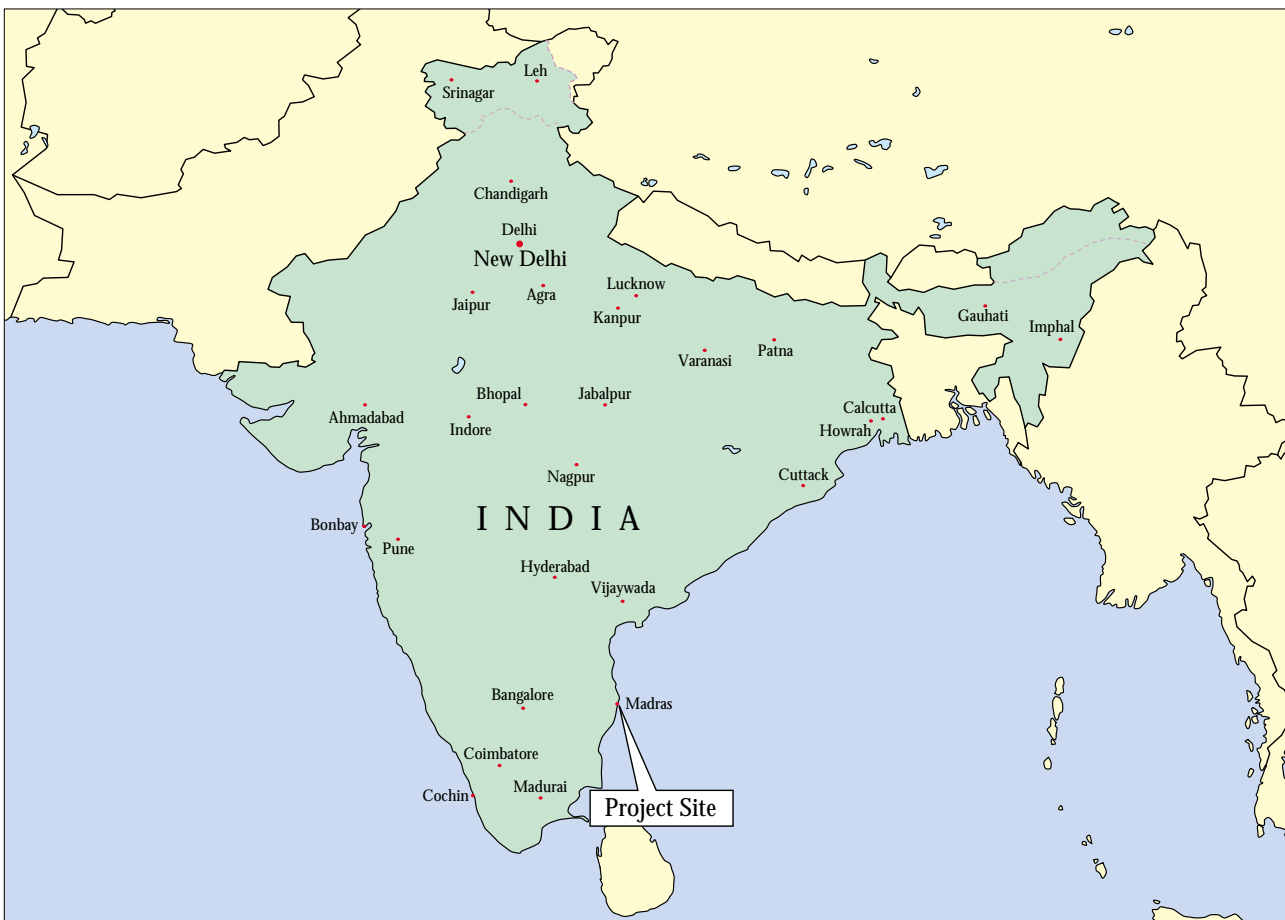 Leh
Srinagar
Chandigarh
Delhi
New Delhi
Lucknow
Agra
Jaipur
Kanpur
Gauhati
Imphal
Patna
Varanasi
Bhopal
Jabalpur
Calcutta
Ahmadabad
Indore
Howrah
Nagpur
Cuttack
INDIA
Bonbay
Pune
Hyderabad
Vijaywada
Bangalore
Madras
Coimbatore
Madurai
Cochin
Project Site